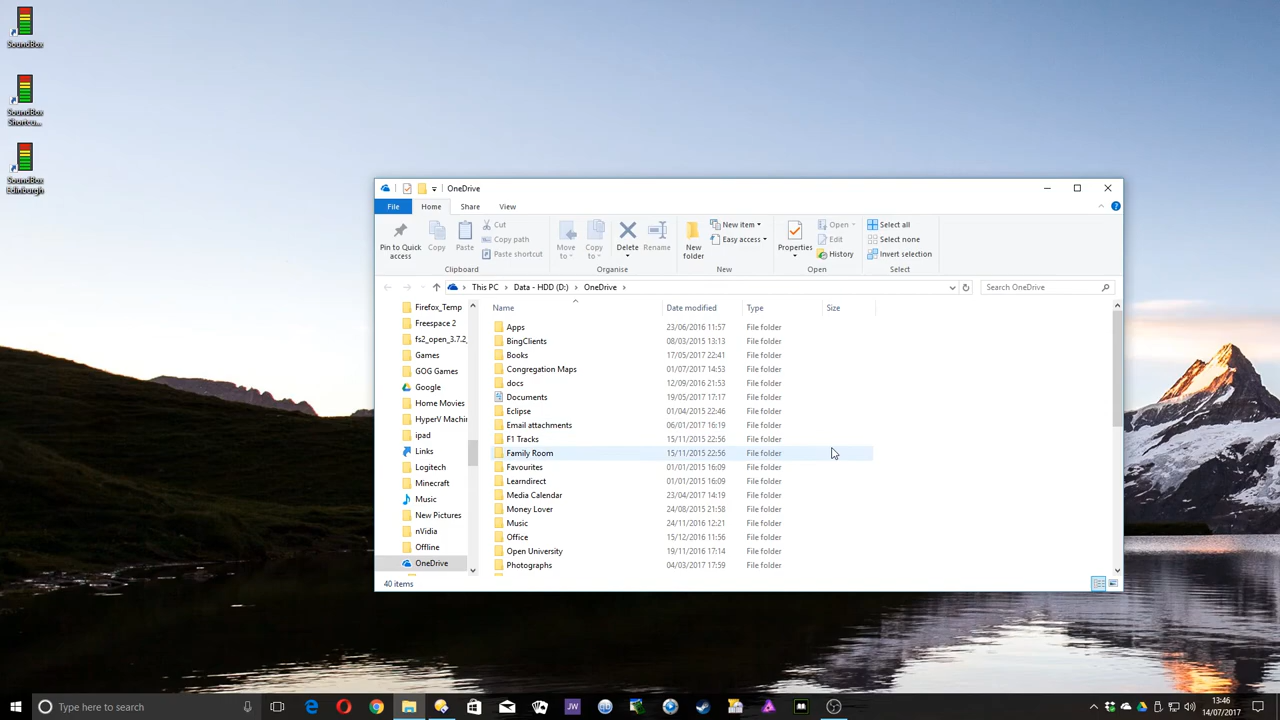 SoundBox
SoundBox
Shortcu...
SoundBox
Edinburgh
OneDrive
File
Home
Share
View
Pin to Quick
access
Copy
Paste
Cut
Copy path
Paste shortcut
Clipboard
Move
to
Copy
to
Delete
Rename
Organise
New
folder
New item
Easy access
New
Properties
Open
Edit
History
Open
Select all
Select none
Invert selection
Select
This PC > Data - HDD (D:) > OneDrive >
Search OneDrive
Firefox_Temp
Freespace 2
fs2_open_3.7.2_
Games
GOG Games
Google
Home Movies
HyperV Machin
ipad
Links
Logitech
Minecraft
Music
New Pictures
nVidia
Offline
OneDrive
Name Date modified Type Size
Apps 23/06/2016 11:57 File folder
BingClients 08/03/2015 13:13 File folder
Books 17/05/2017 22:41 File folder
Congregation Maps 01/07/2017 14:53 File folder
docs 12/09/2016 21:53 File folder
Documents 19/05/2017 17:17 File folder
Eclipse 01/04/2015 22:46 File folder
Email attachments 06/01/2017 16:19 File folder
F1 Tracks 15/11/2015 22:56 File folder
Family Room 15/11/2015 22:56 File folder
Favourites 01/01/2015 16:09 File folder
Learndirect 01/01/2015 16:09 File folder
Media Calendar 23/04/2017 14:19 File folder
Money Lover 24/08/2015 21:58 File folder
Music 24/11/2016 12:21 File folder
Office 15/12/2016 11:56 File folder
Open University 19/11/2016 17:14 File folder
Photographs 04/03/2017 17:59 File folder
40 items
Type here to search
JW
13:46
14/07/2017